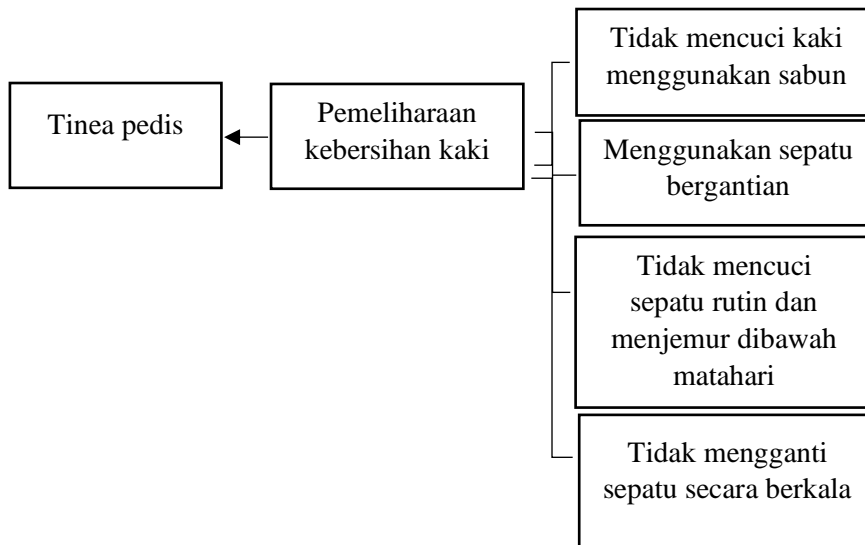 Tinea pedis
Pemeliharaan
kebersihan kaki
Tidak mencuci kaki
menggunakan sabun
Menggunakan sepatu
bergantian
Tidak mencuci
sepatu rutin dan
menjemur dibawah
matahari
Tidak mengganti
sepatu secara berkala